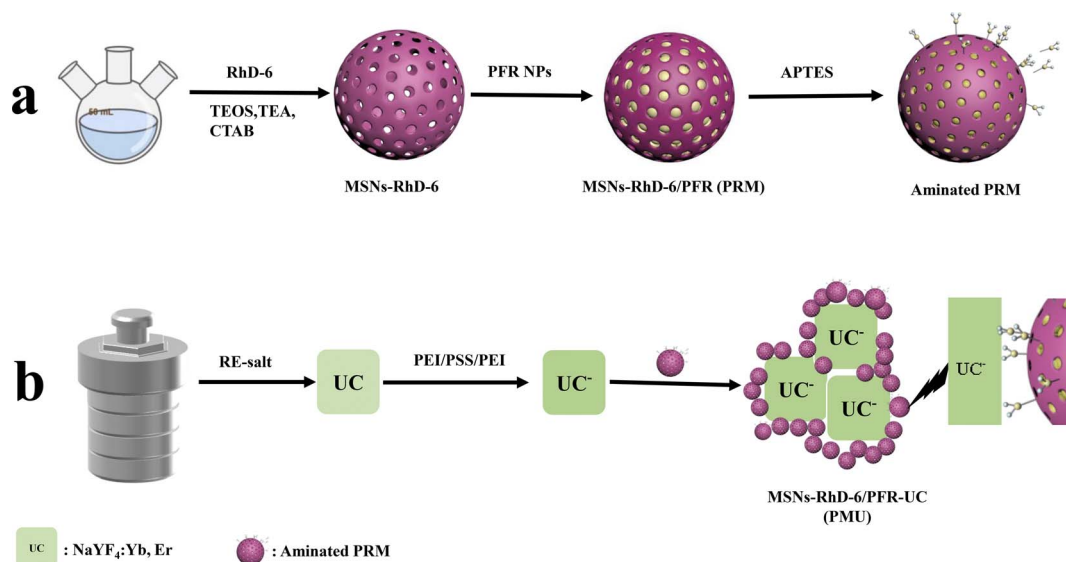 a
50 mL
RhD-6
TEOS,TEA,
CTAB
MSNs-RhD-6
PFR NPs
MSNs-RhD-6/PFR (PRM)
APTES
Aminated PRM
b
RE-salt
UC
PEI/PSS/PEI
UC⁻
UC⁻
UC⁻
UC⁻
UC⁻
MSNs-RhD-6/PFR-UC
(PMU)
UC : NaYF₄:Yb, Er
: Aminated PRM